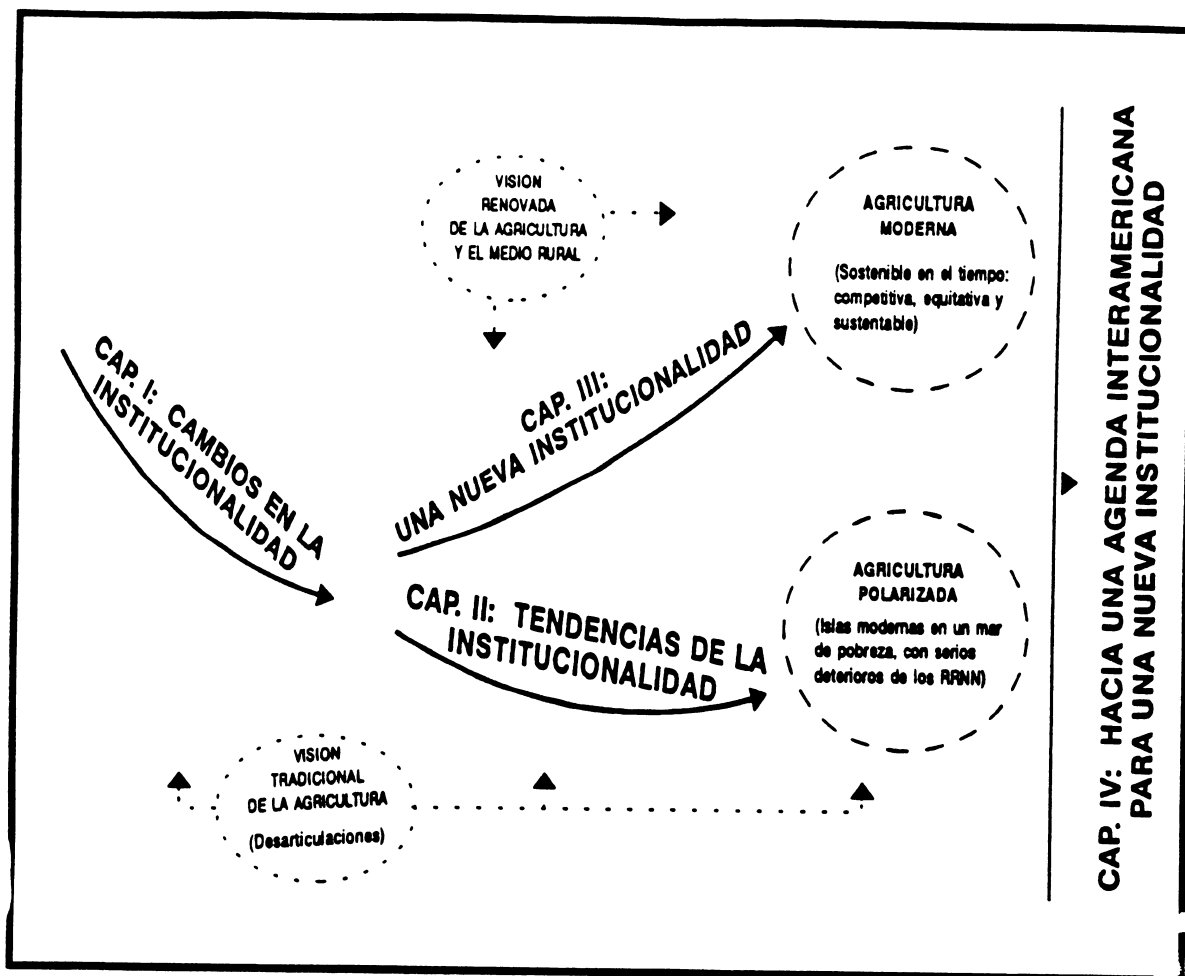 VISION
RENOVADA
DE LA AGRICULTURA
Y EL MEDIO RURAL
AGRICULTURA
MODERNA
(Sostenible en el tiempo:
competitiva, equitativa y
sustentable)
CAP. I: CAMBIOS EN LA
INSTITUCIONALIDAD
CAP. III:
UNA NUEVA INSTITUCIONALIDAD
CAP. II: TENDENCIAS DE LA
INSTITUCIONALIDAD
AGRICULTURA
POLARIZADA
(Islas modernas en un mar
de pobreza, con serios
deterioros de los RRNN)
VISION
TRADICIONAL
DE LA AGRICULTURA
(Desarticulaciones)
CAP. IV: HACIA UNA AGENDA INTERAMERICANA
PARA UNA NUEVA INSTITUCIONALIDAD